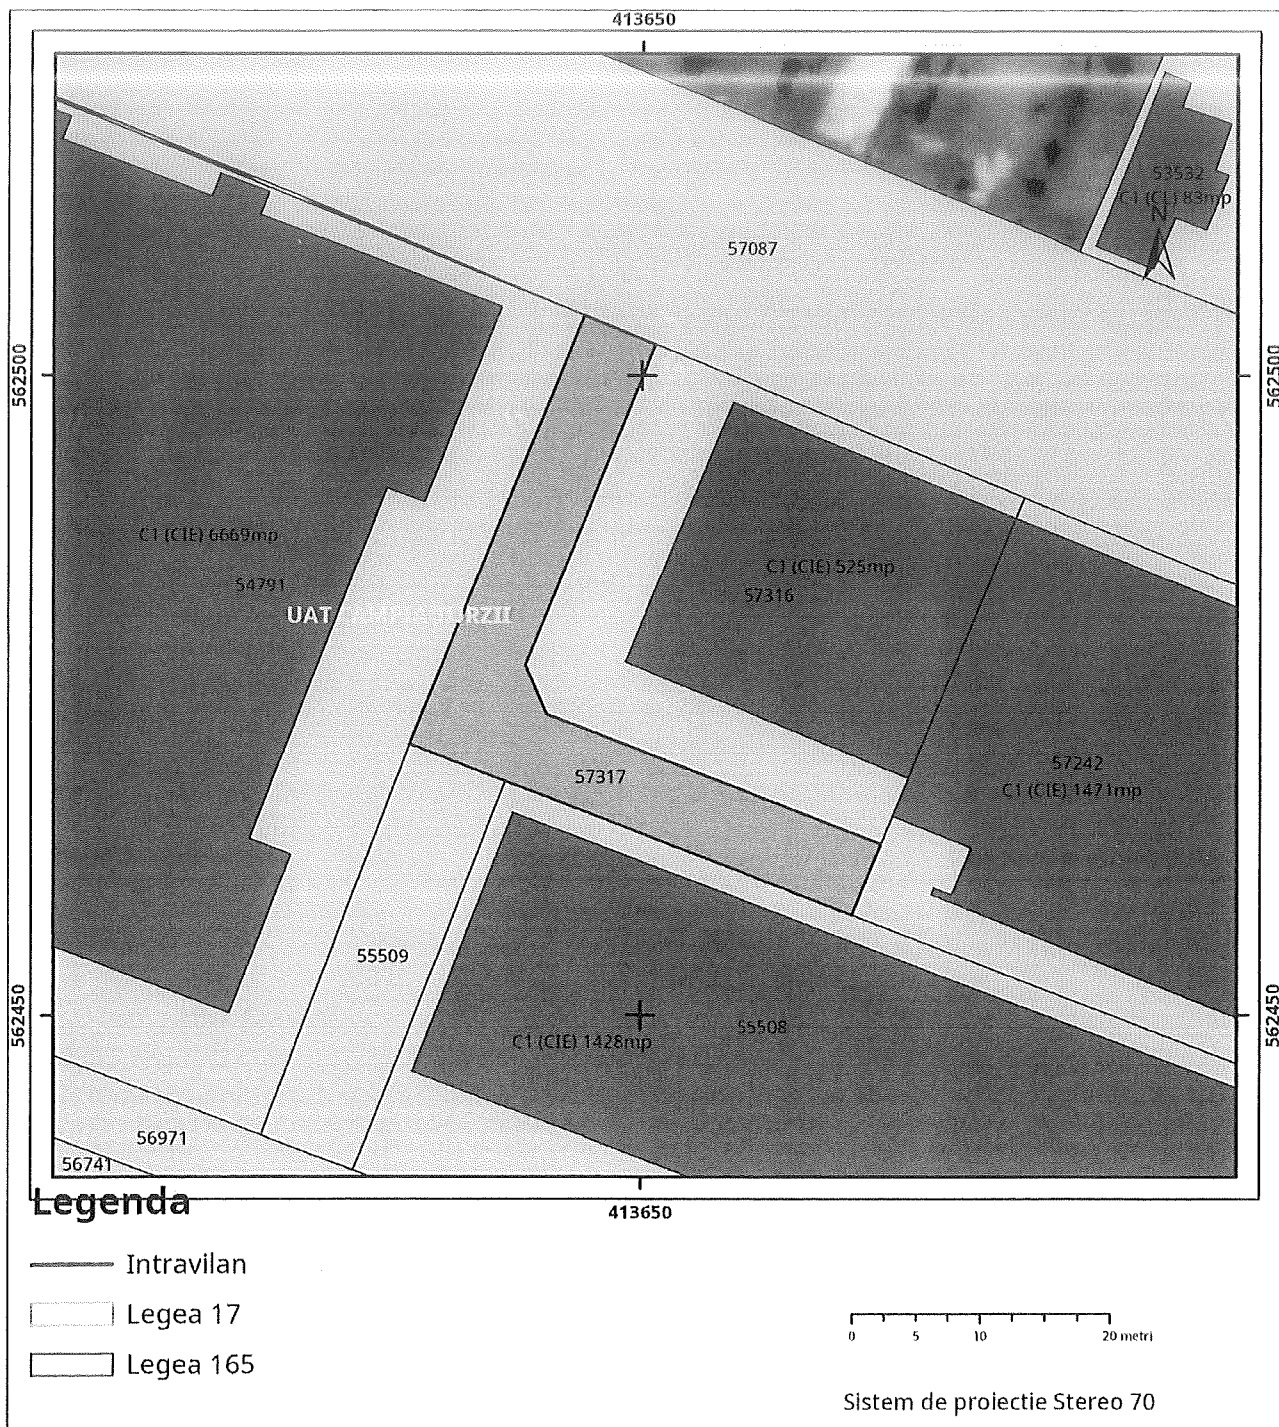 413650
53532
C1 (CL) 83mp
N
57087
562500
562500
C1 (CIE) 6669mp
54791
UAT
C1 (CIE) 525mp
57316
57317
57242
C1 (CIE) 1471mp
55509
562450
562450
55508
C1 (CIE) 1428mp
56971
56741
413650
Legenda
Intravilan
Legea 17
Legea 165
0 5 10 20 metri
Sistem de proiectie Stereo 70